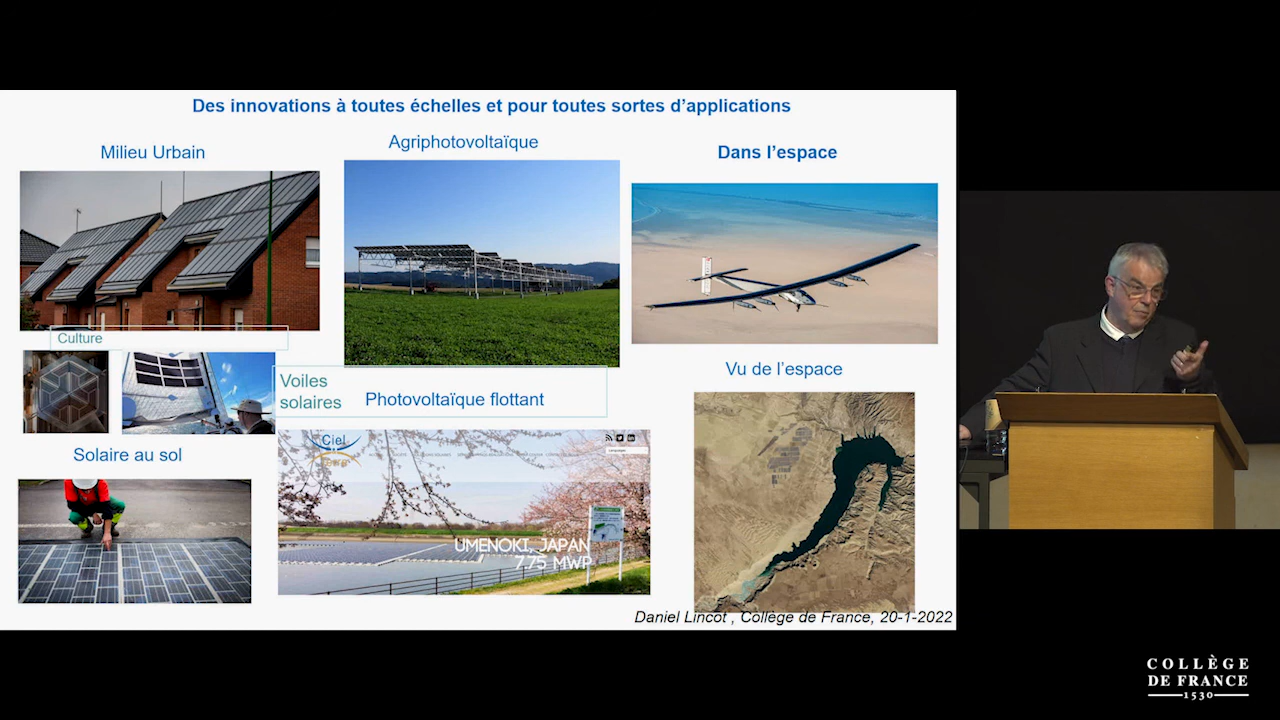 Des innovations à toutes échelles et pour toutes sortes d'applications
Milieu Urbain
Agriphotovoltaïque
Dans l'espace
Culture
Vu de l'espace
Voiles
solaires
Photovoltaïque flottant
Solaire au sol
Ciel
UMENOKI, JAPAN
7.75 MWP
Daniel Lincot , Collège de France, 20-1-2022
COLLÈGE
DE FRANCE
1530